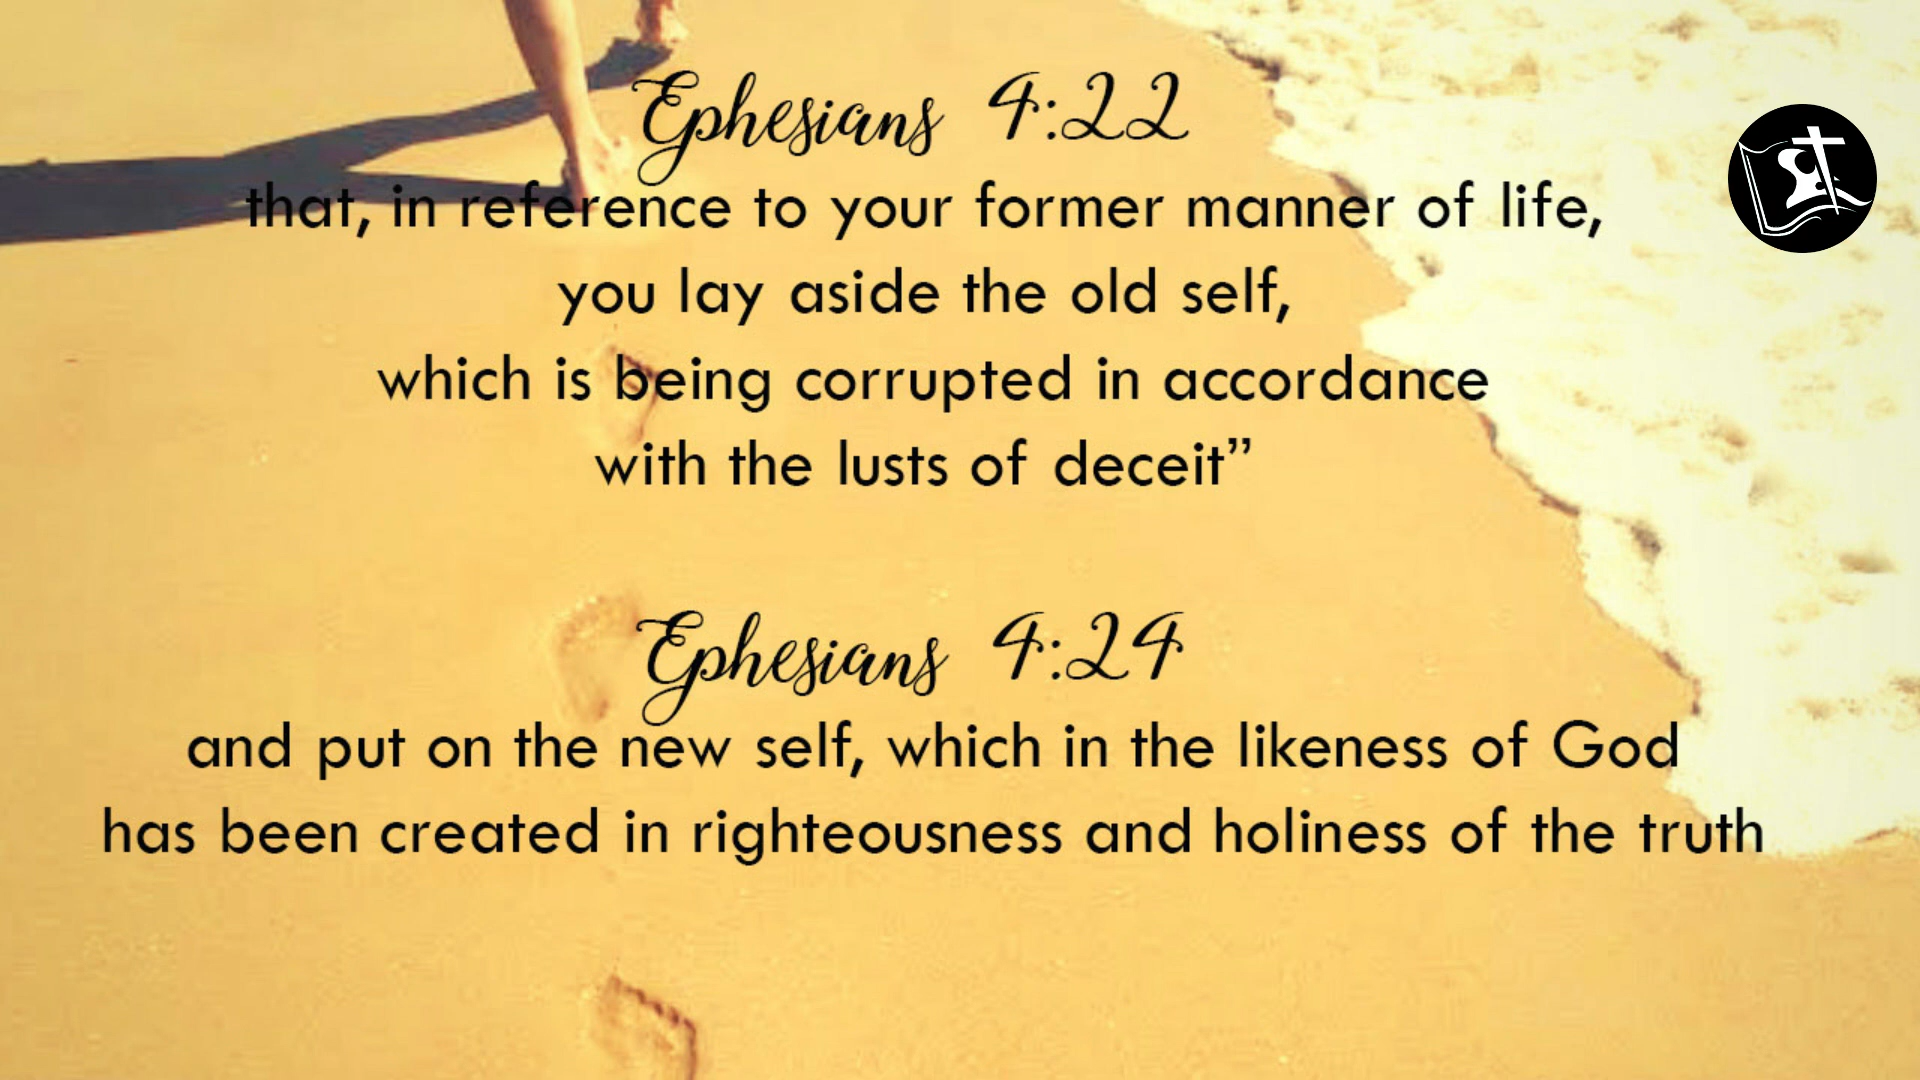 Ephesians 4:22
that, in reference to your former manner of life,
you lay aside the old self,
which is being corrupted in accordance
with the lusts of deceit”
Ephesians 4:24
and put on the new self, which in the likeness of God
has been created in righteousness and holiness of the truth